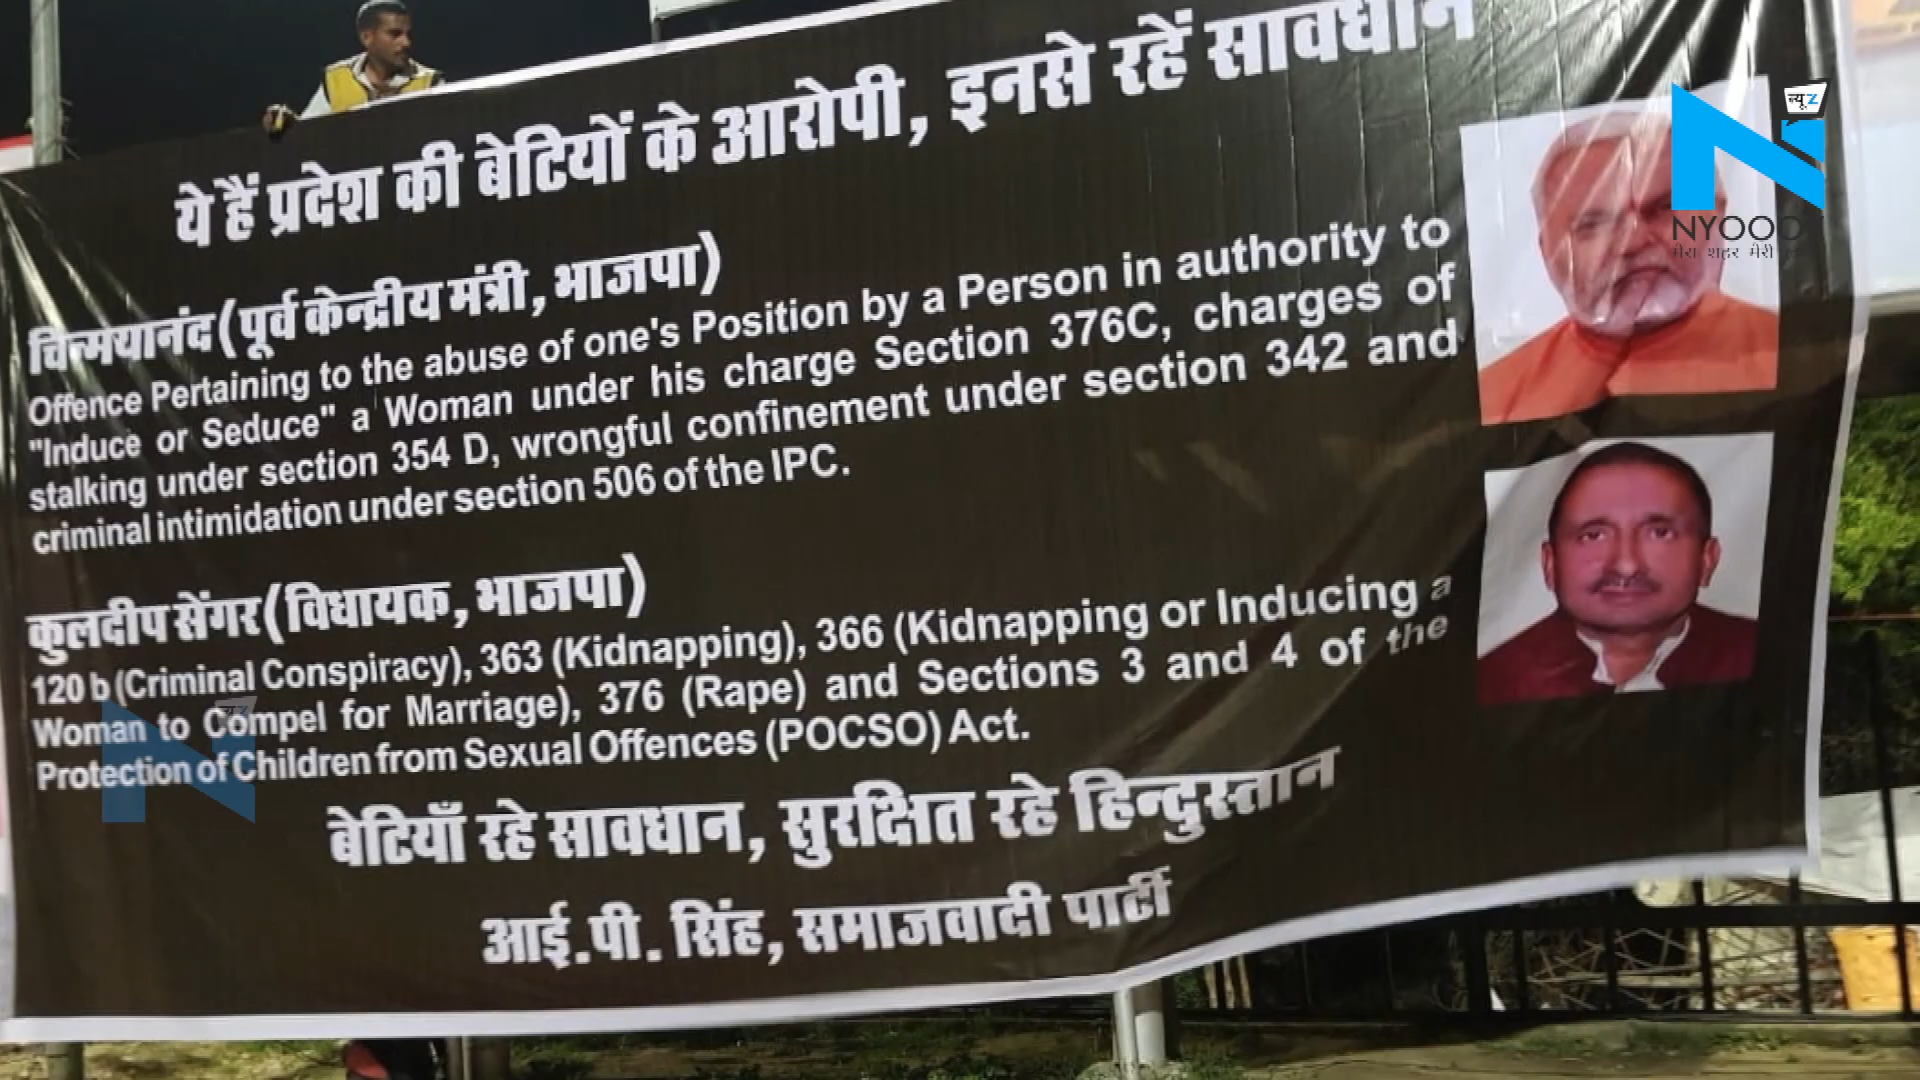 ये हैं प्रदेश की बेटियों के आरोपी, इनसे रहें सावधान
चिन्मयानंद (पूर्व केन्द्रीय मंत्री, भाजपा)
Offence Pertaining to the abuse of one's Position by a Person in authority to
"Induce or Seduce" a Woman under his charge Section 376C, charges of
stalking under section 354 D, wrongful confinement under section 342 and
criminal intimidation under section 506 of the IPC.
कुलदीप सेंगर (विधायक, भाजपा)
120 b (Criminal Conspiracy), 363 (Kidnapping), 366 (Kidnapping or Inducing a
Woman to Compel for Marriage), 376 (Rape) and Sections 3 and 4 of the
Protection of Children from Sexual Offences (POCSO) Act.
बेटियाँ रहे सावधान, सुरक्षित रहे हिन्दुस्तान
आई.पी. सिंह, समाजवादी पार्टी
न्यूz
NYOOO
मेरा शहर मेरी
न्यूz